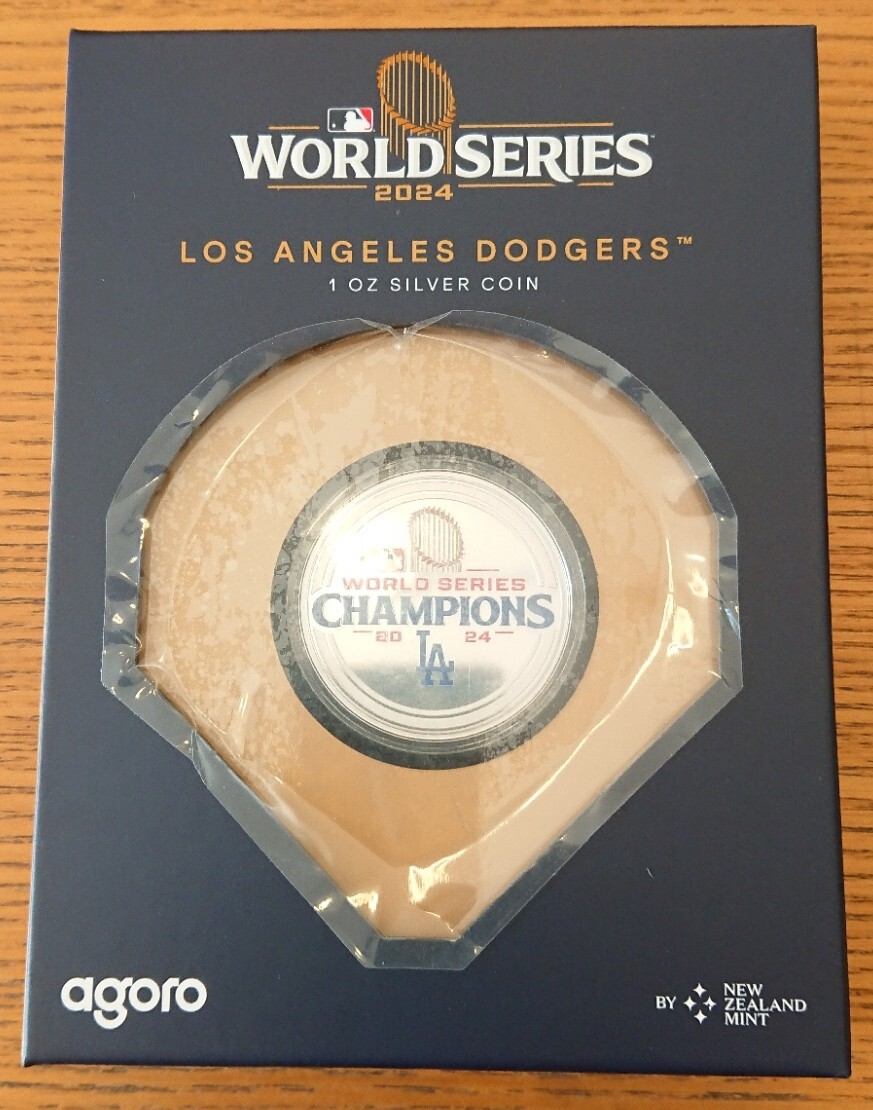 WORLD SERIES™
2024
LOS ANGELES DODGERS™
1 OZ SILVER COIN
WORLD SERIES
CHAMPIONS
20 24
LA
agoro
BY NEW
ZEALAND
MINT